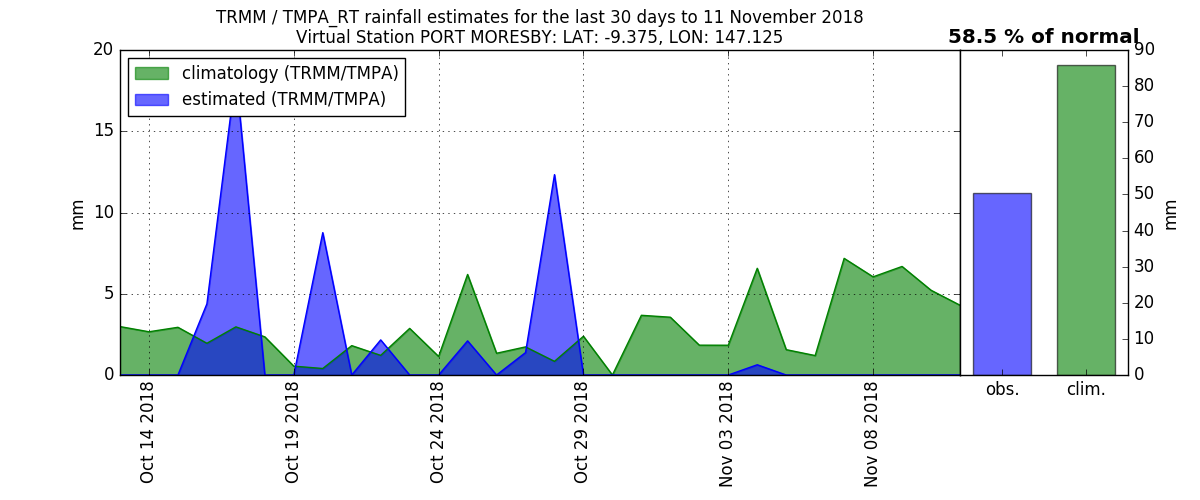 TRMM / TMPA_RT rainfall estimates for the last 30 days to 11 November 2018
Virtual Station PORT MORESBY: LAT: -9.375, LON: 147.125
58.5 % of normal
climatology (TRMM/TMPA)
estimated (TRMM/TMPA)
20
15
10
5
0
mm
Oct 14 2018
Oct 19 2018
Oct 24 2018
Oct 29 2018
Nov 03 2018
Nov 08 2018
90
80
70
60
50
40
30
20
10
0
mm
obs.
clim.